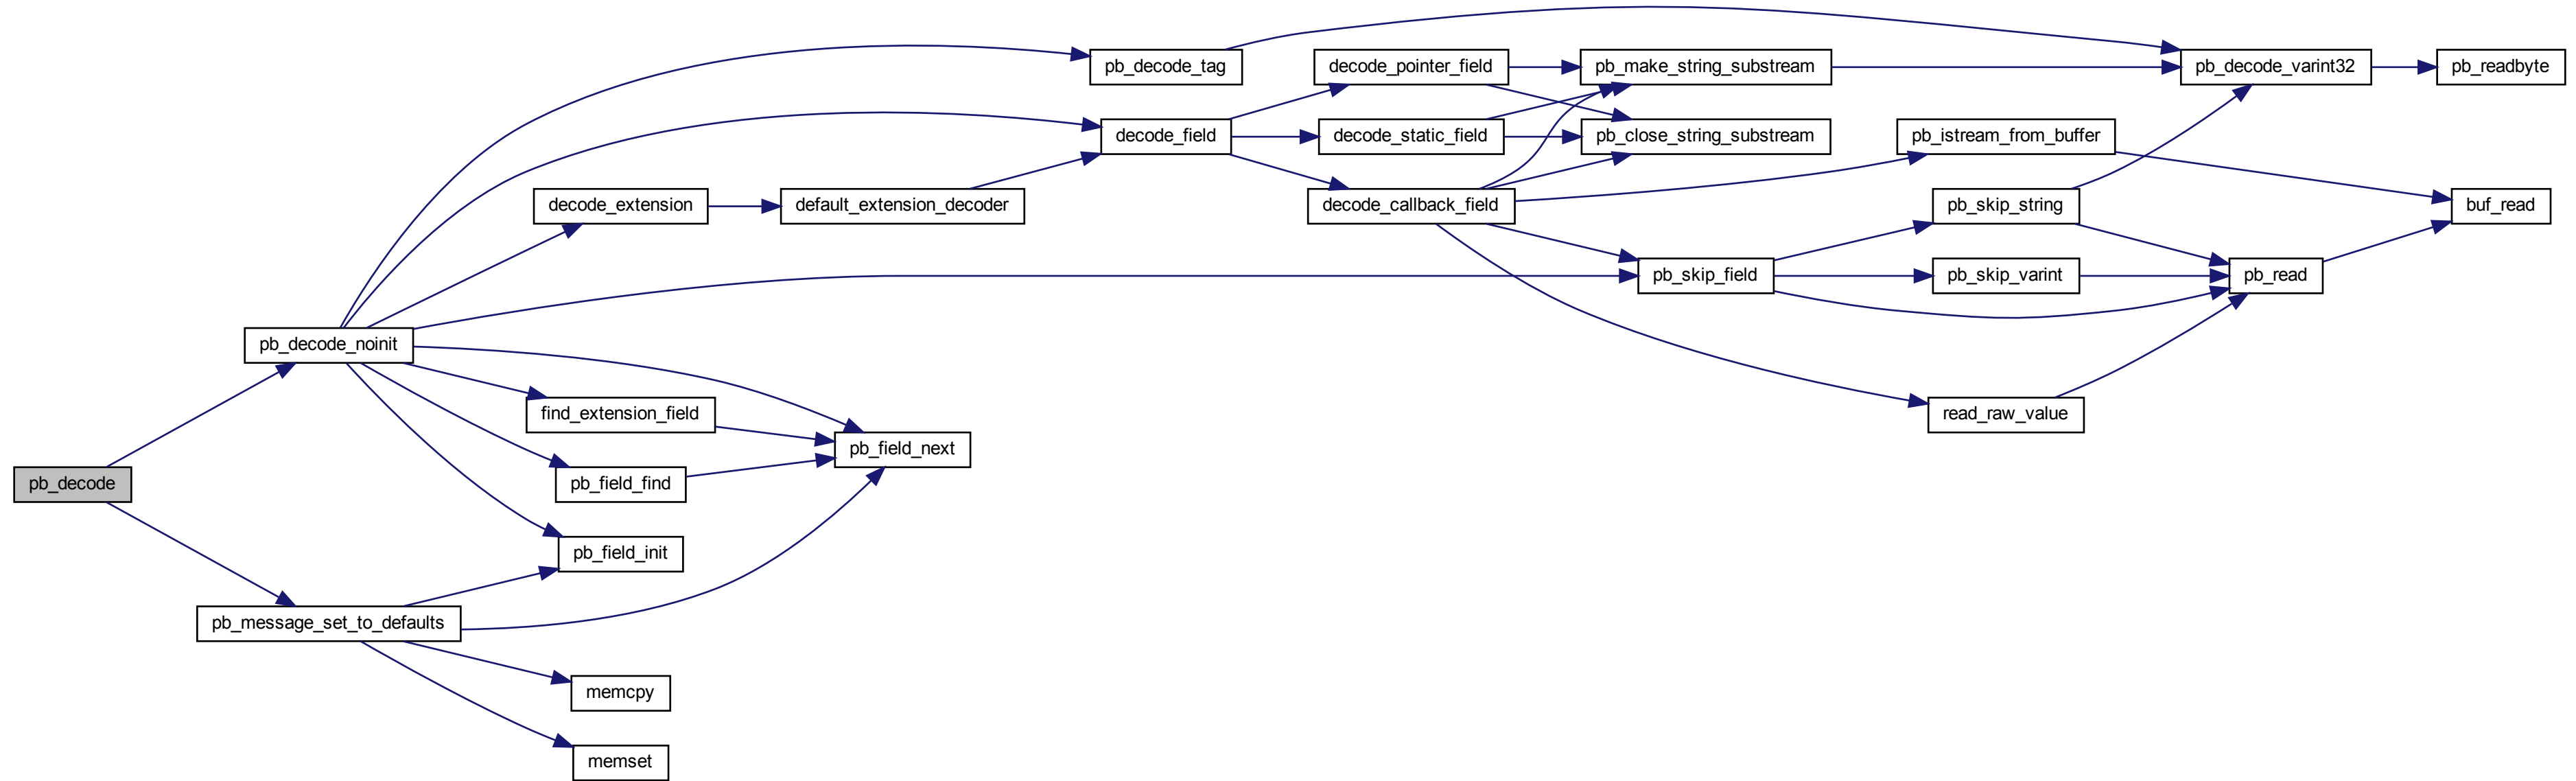 pb_decode
pb_decode_noinit
pb_message_set_to_defaults
pb_decode_tag
decode_field
decode_extension
default_extension_decoder
pb_skip_field
find_extension_field
pb_field_next
pb_field_find
pb_field_init
memcpy
memset
decode_pointer_field
decode_static_field
decode_callback_field
pb_make_string_substream
pb_close_string_substream
pb_istream_from_buffer
pb_skip_string
pb_skip_varint
read_raw_value
pb_decode_varint32
pb_readbyte
buf_read
pb_read